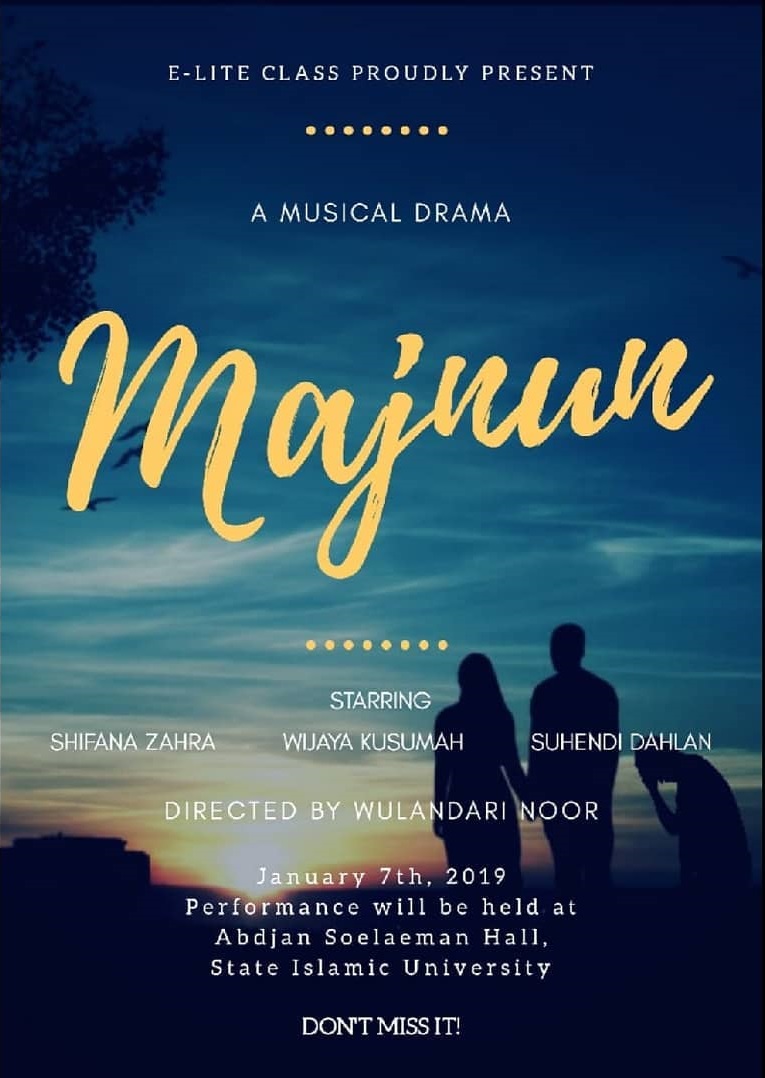 E-LITE CLASS PROUDLY PRESENT
A MUSICAL DRAMA
Majnun
STARRING
SHIFANA ZAHRA WIJAYA KUSUMAH SUHENDI DAHLAN
DIRECTED BY WULANDARI NOOR
January 7th, 2019
Performance will be held at
Abdjan Soelaeman Hall,
State Islamic University
DON'T MISS IT!